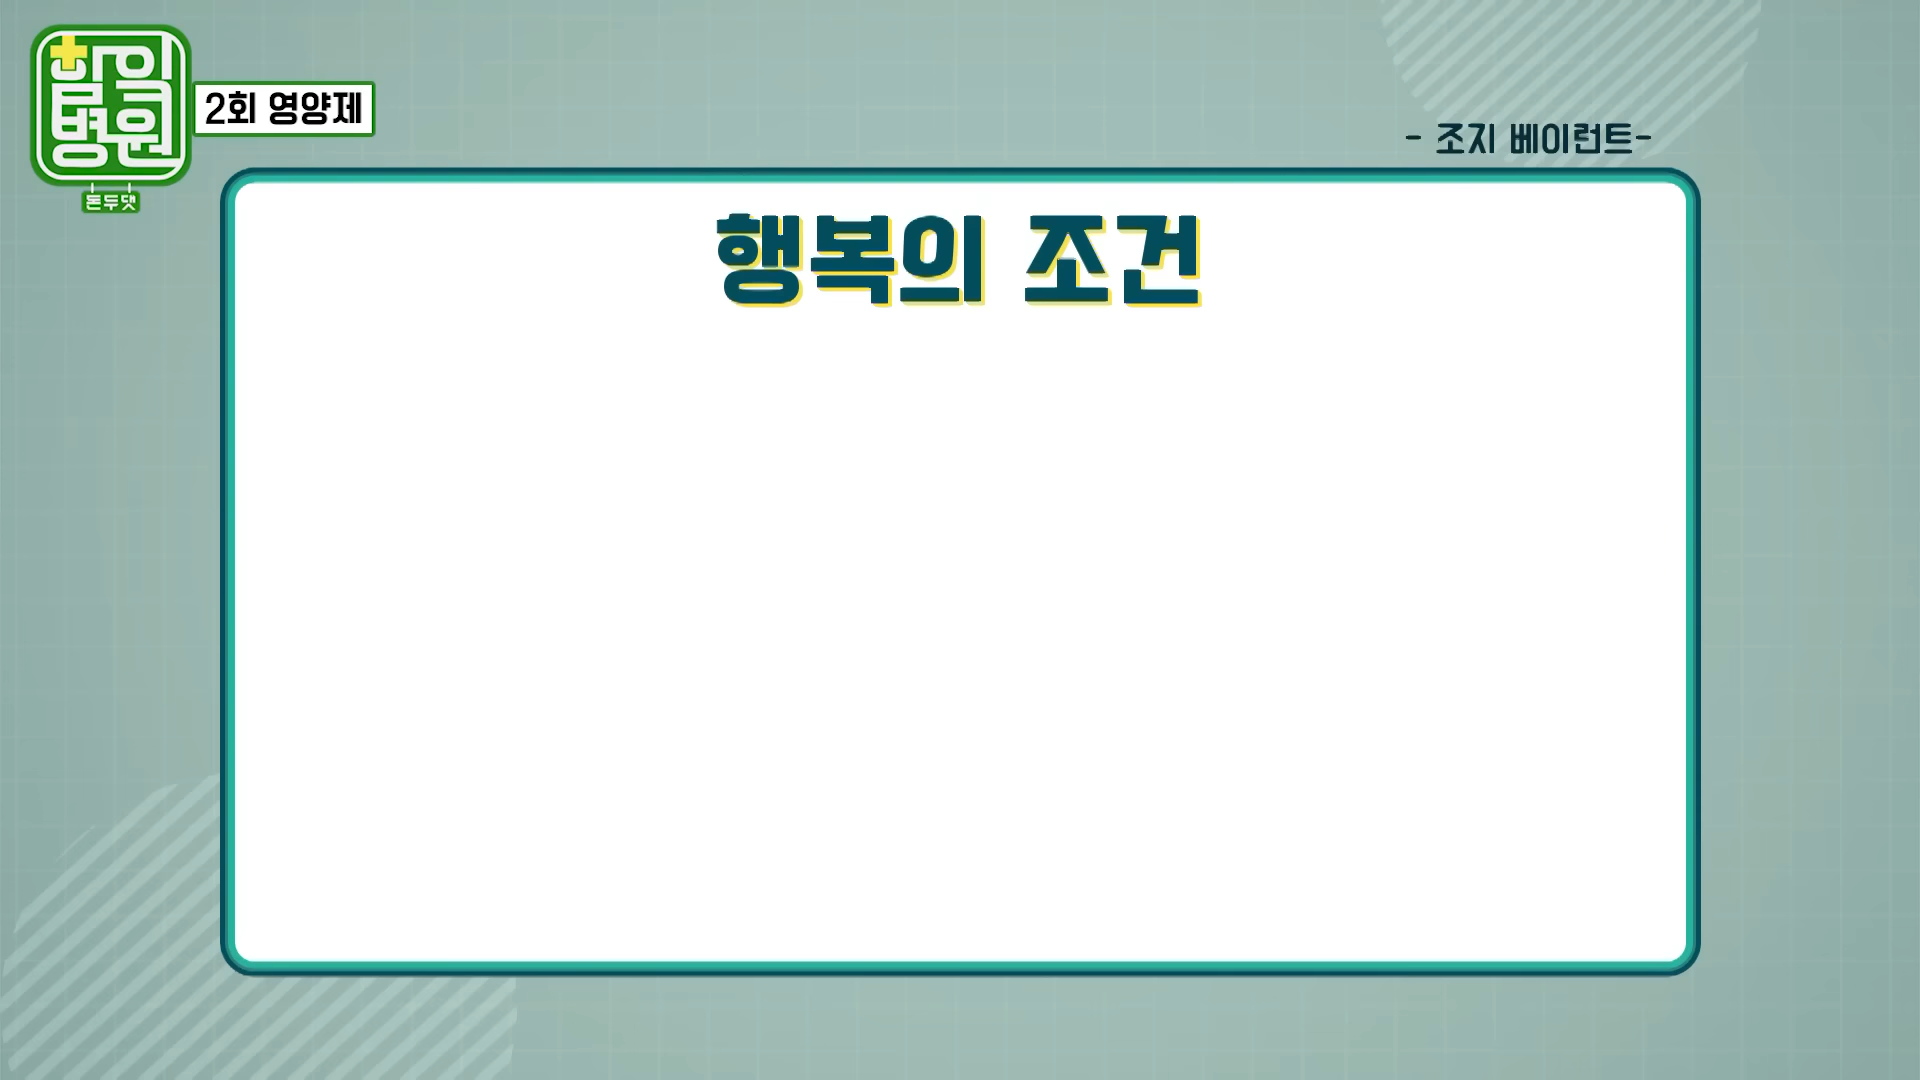 합의
병원
돈두댓
2회 영양제
- 조지 베이런트-
행복의 조건